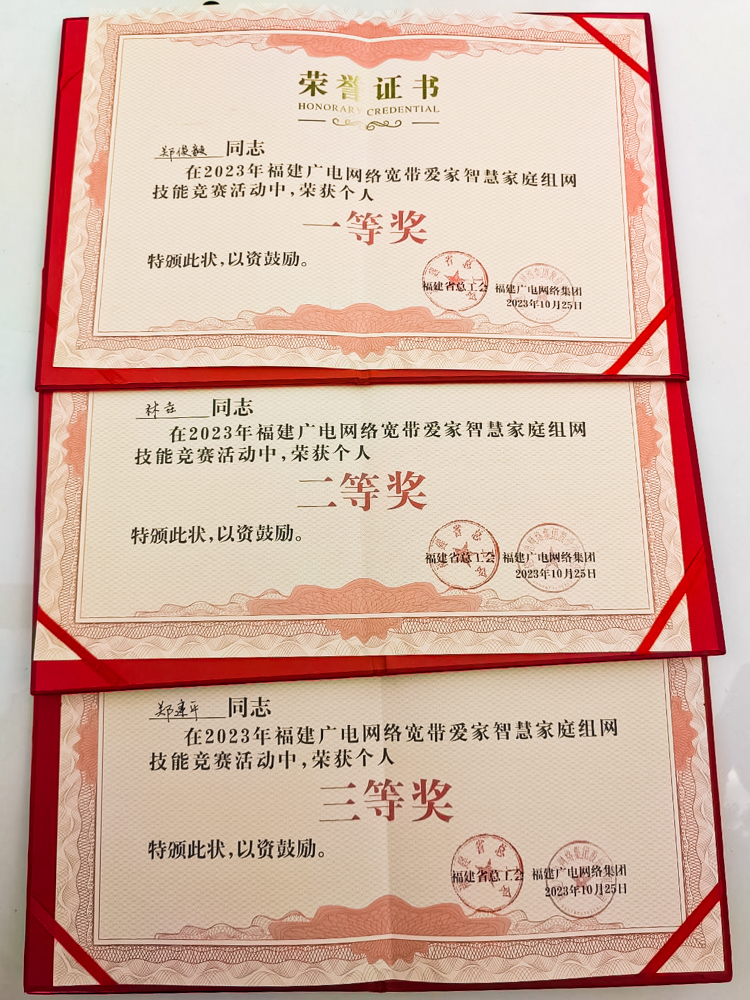 荣誉证书
HONORARY CREDENTIAL
郑俊毅 同志
在2023年福建广电网络宽带爱家智慧家庭组网
技能竞赛活动中，荣获个人
一等奖
特颁此状，以资鼓励。
福建省总工会 福建广电网络集团
2023年10月25日
同志
在2023年福建广电网络宽带爱家智慧家庭组网
技能竞赛活动中，荣获个人
二等奖
特颁此状，以资鼓励。
福建省总工会 福建广电网络集团
2023年10月25日
郑建平 同志
在2023年福建广电网络宽带爱家智慧家庭组网
技能竞赛活动中，荣获个人
三等奖
特颁此状，以资鼓励。
福建省总工会 福建广电网络集团
2023年10月25日